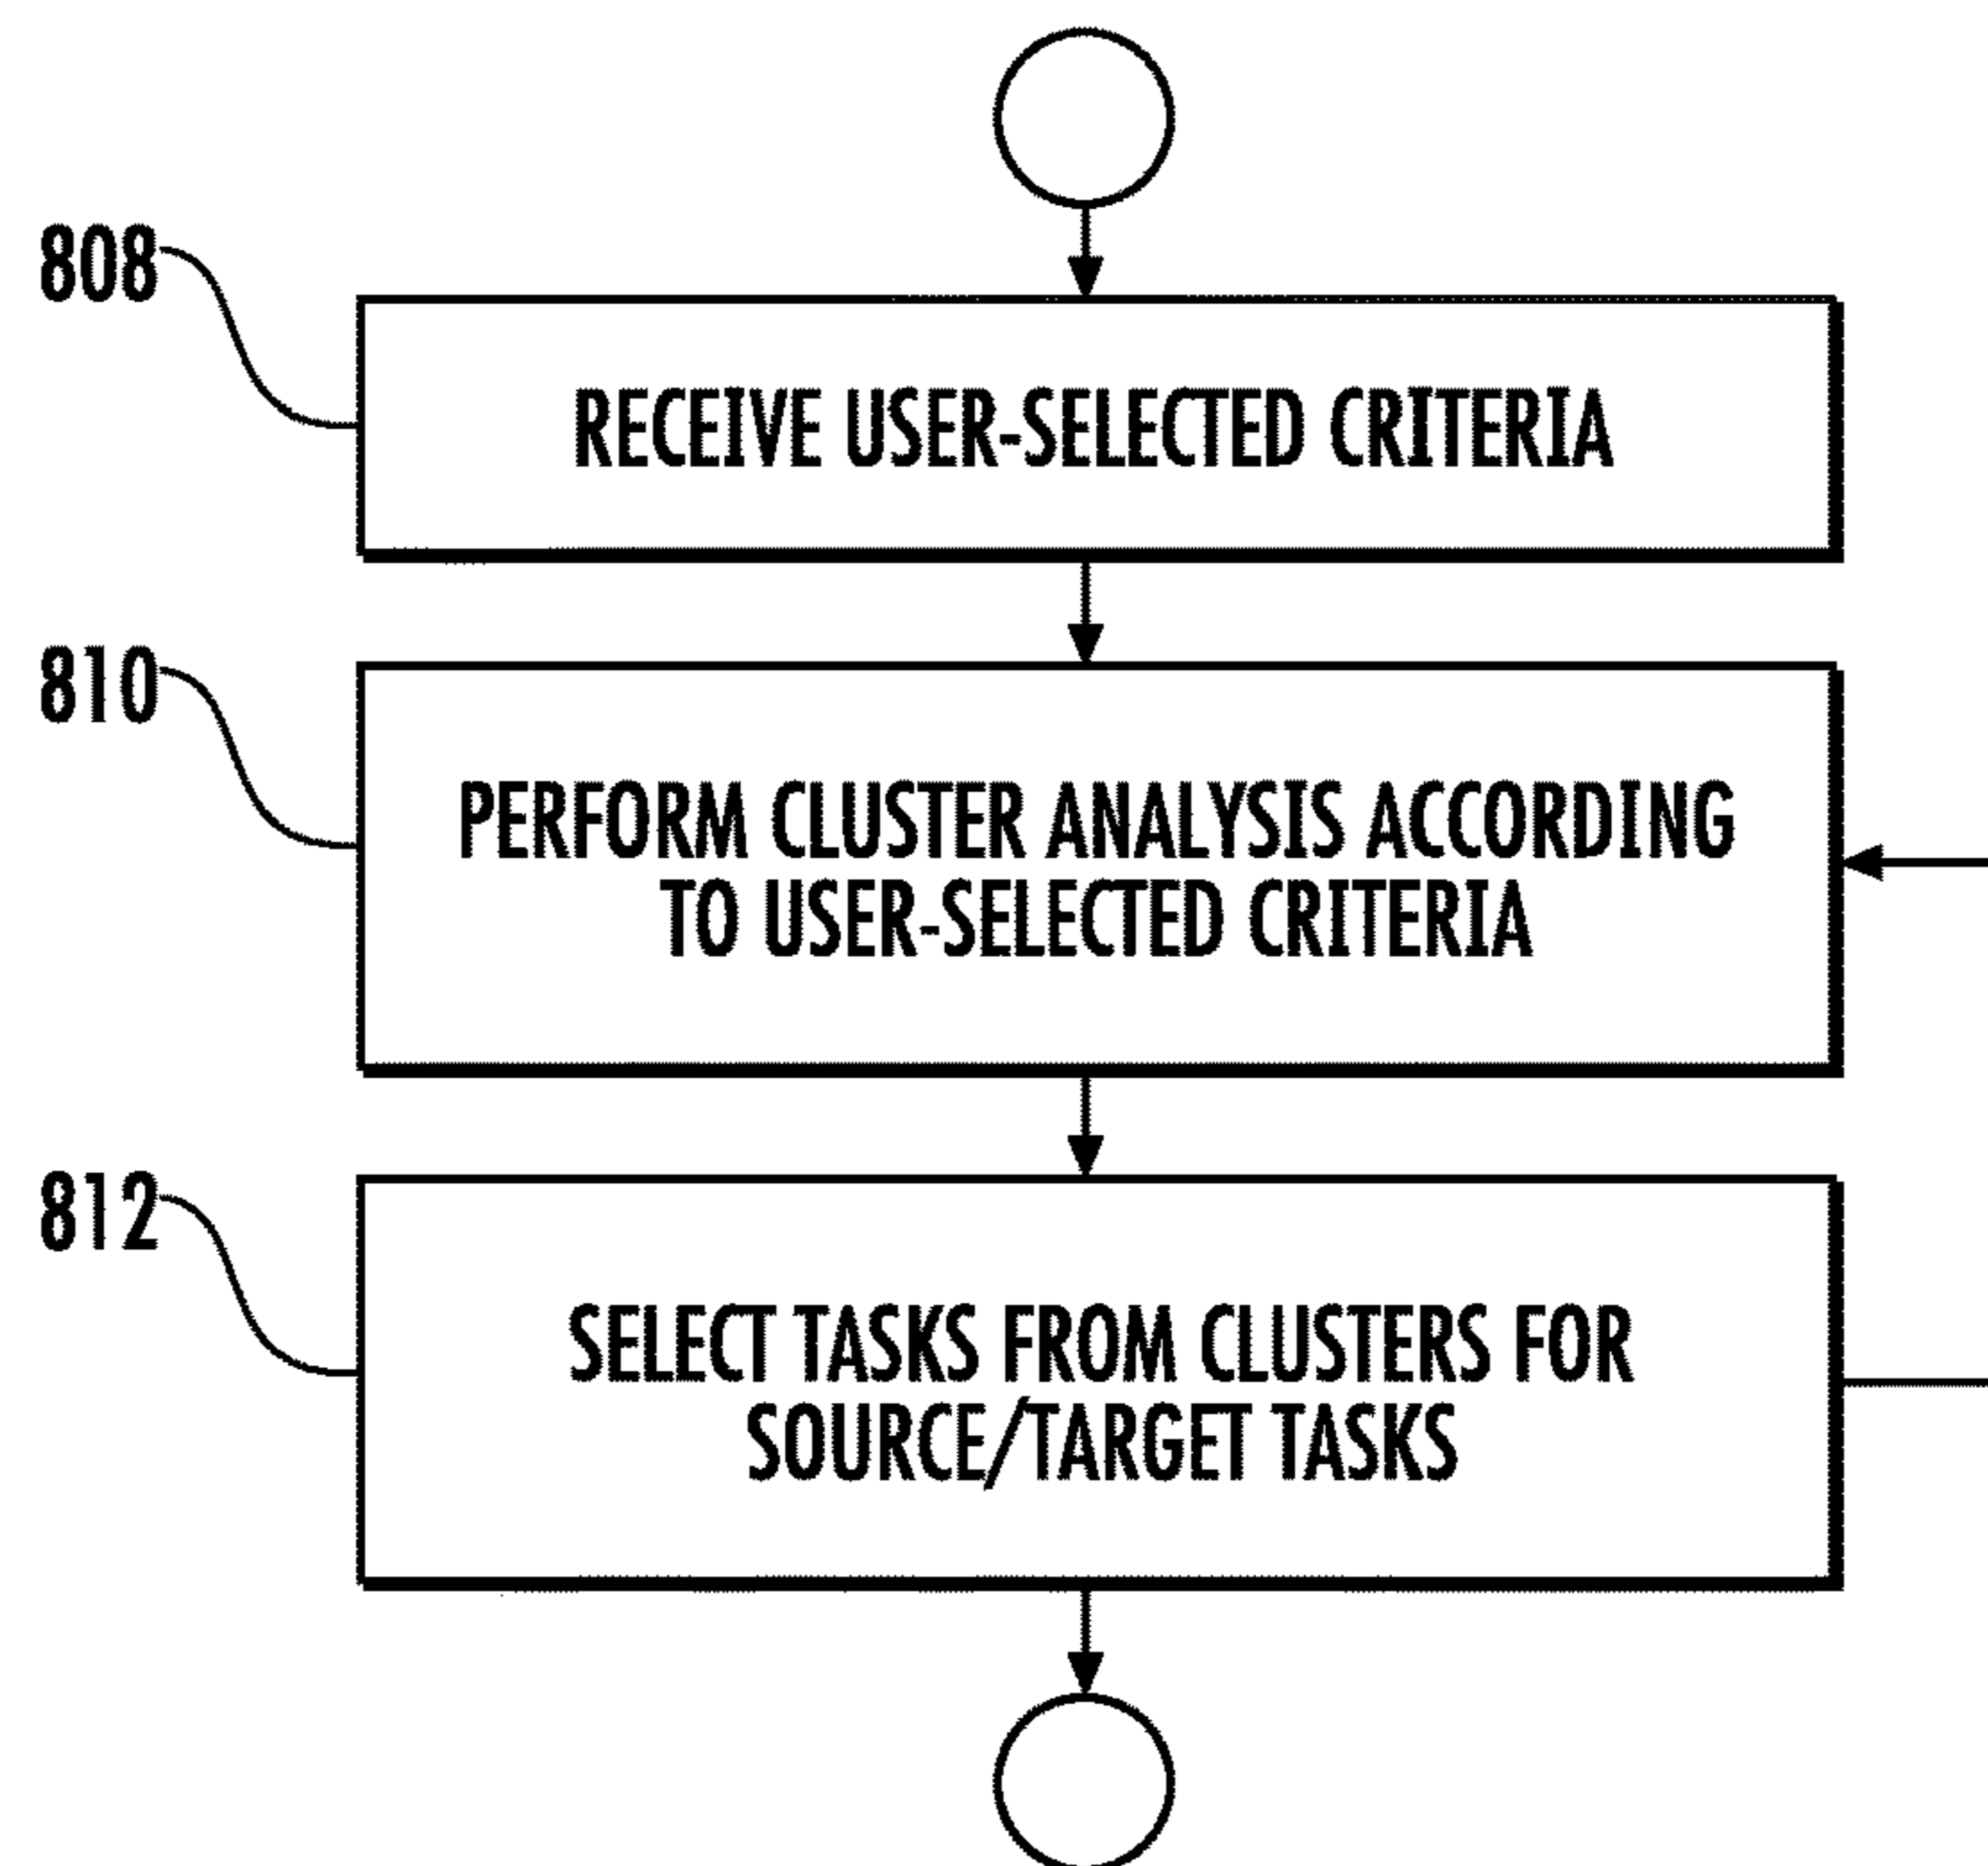 808
RECEIVE USER-SELECTED CRITERIA
810
PERFORM CLUSTER ANALYSIS ACCORDING
TO USER-SELECTED CRITERIA
812
SELECT TASKS FROM CLUSTERS FOR
SOURCE/TARGET TASKS